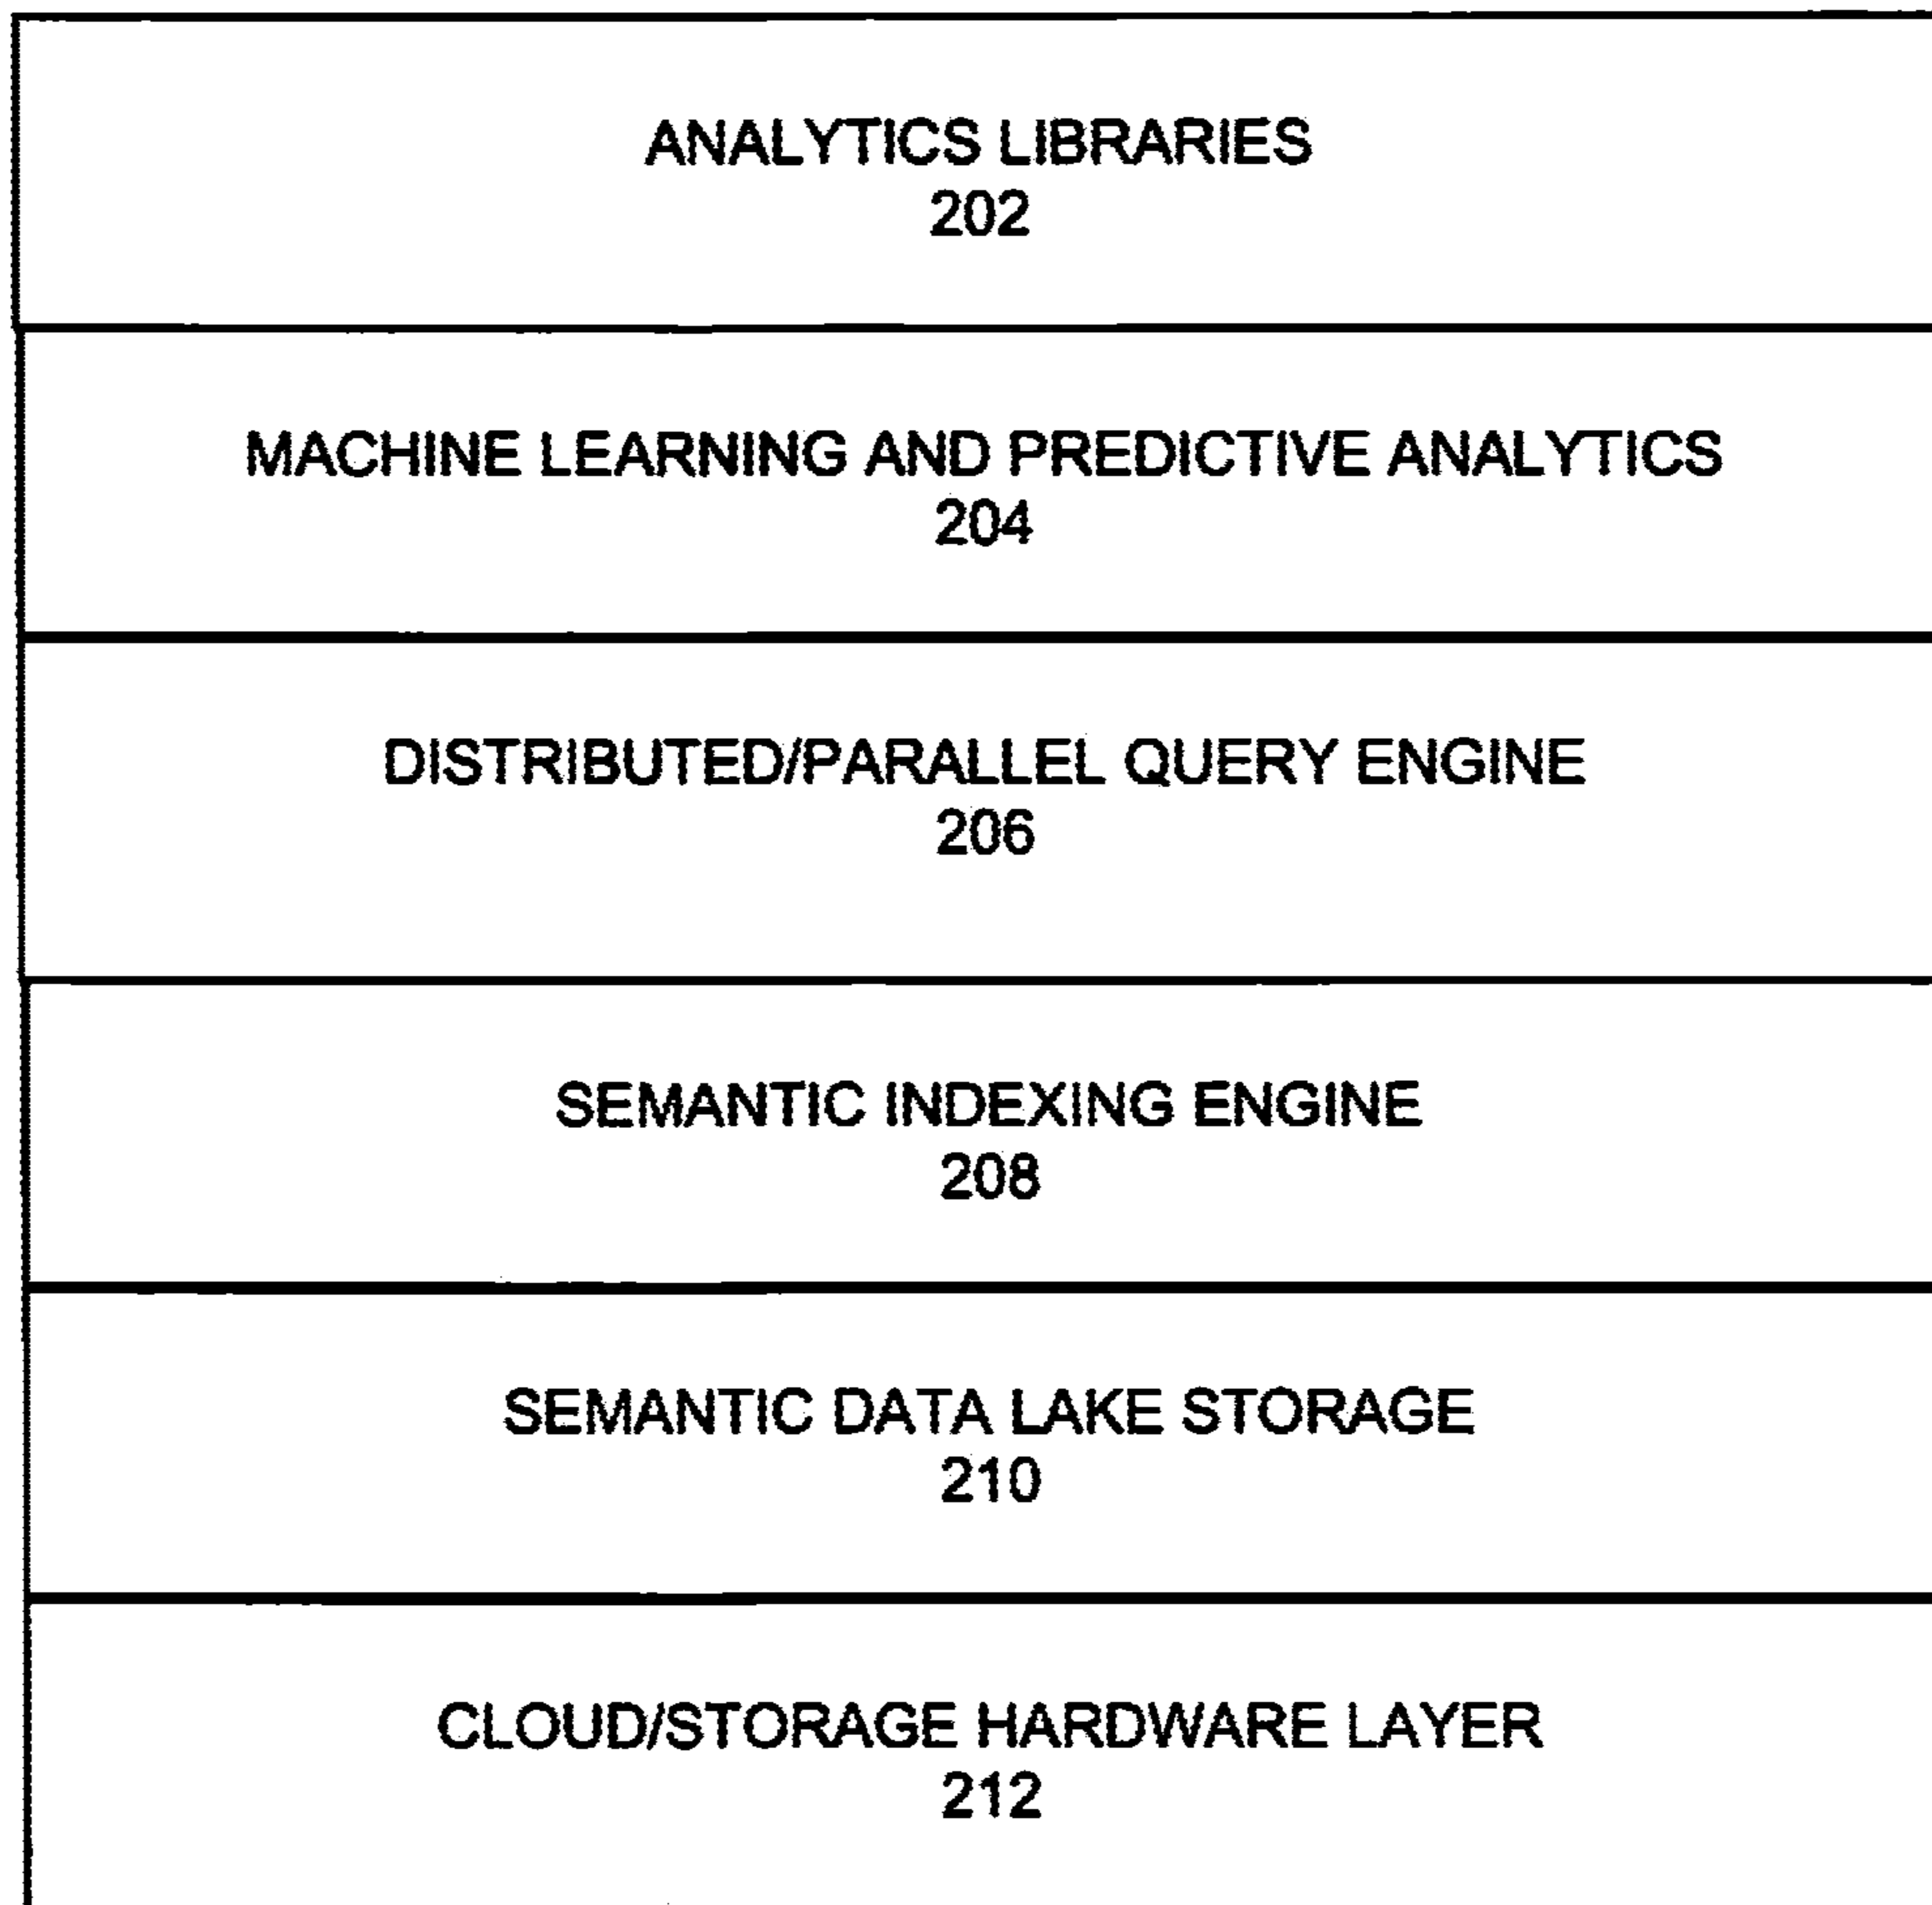 ANALYTICS LIBRARIES
202
MACHINE LEARNING AND PREDICTIVE ANALYTICS
204
DISTRIBUTED/PARALLEL QUERY ENGINE
206
SEMANTIC INDEXING ENGINE
208
SEMANTIC DATA LAKE STORAGE
210
CLOUD/STORAGE HARDWARE LAYER
212